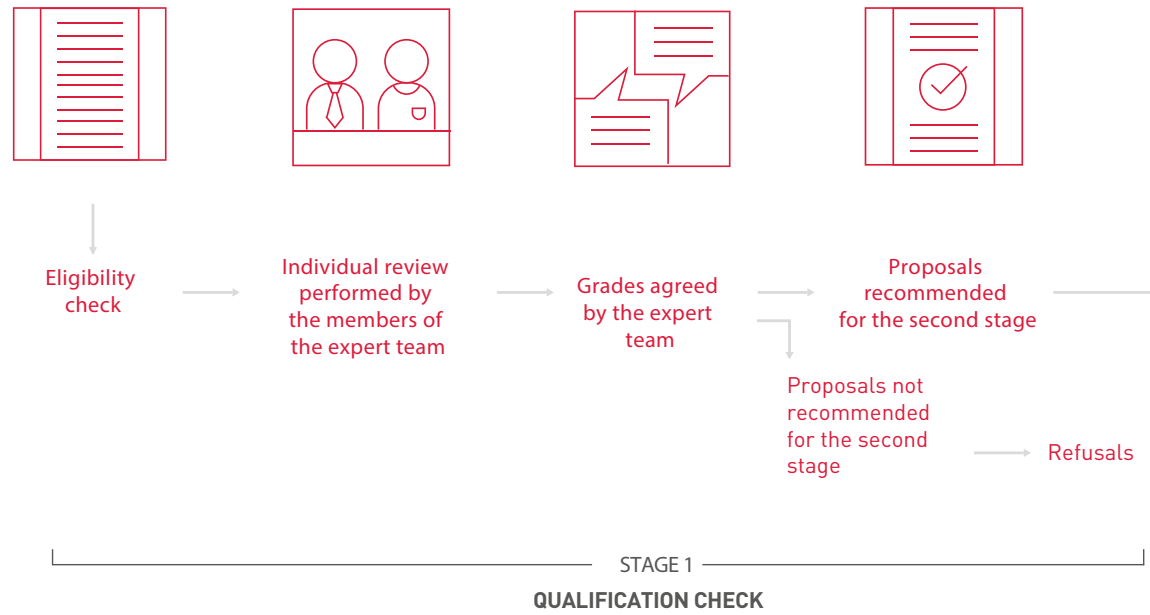 Eligibility
check
Individual review
performed by
the members of
the expert team
Grades agreed
by the expert
team
Proposals
recommended
for the second stage
Proposals not
recommended
for the second
stage
Refusals
STAGE 1
QUALIFICATION CHECK